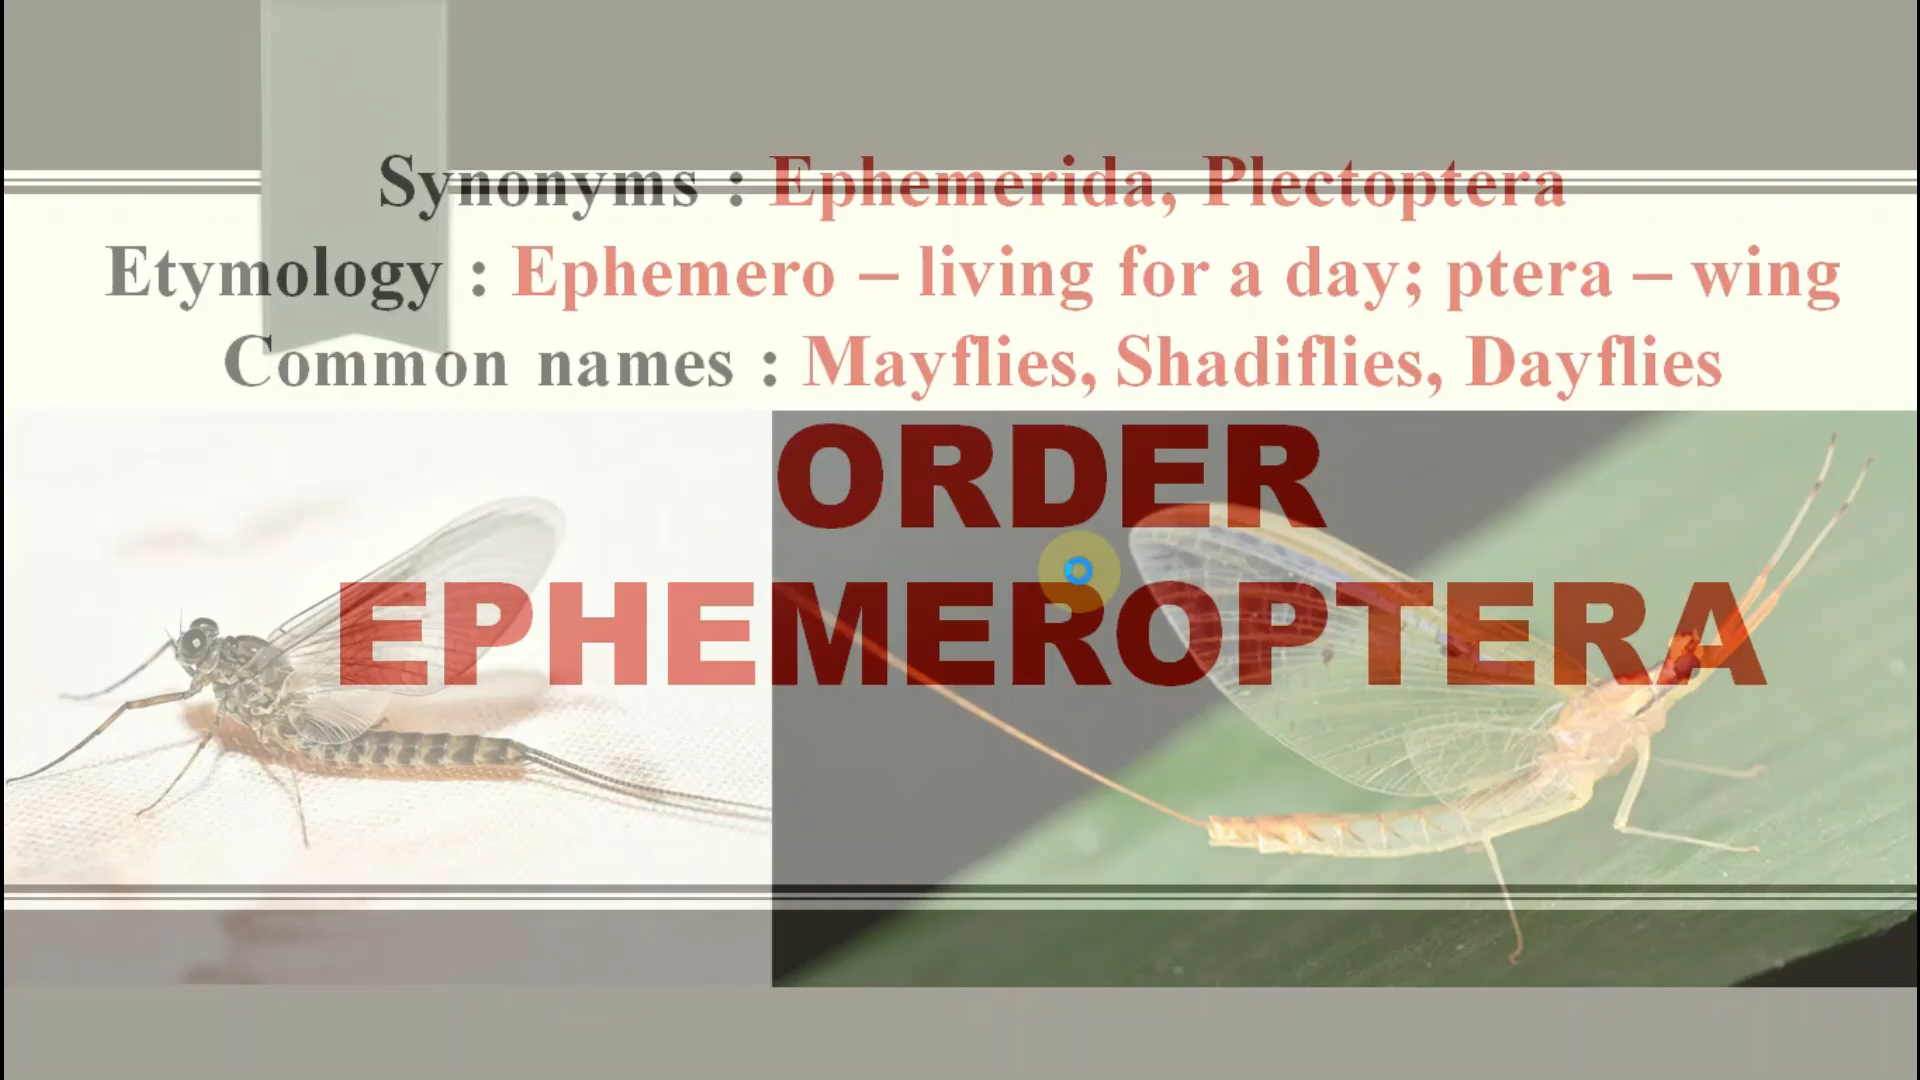 Synonyms : Ephemerida, Plectoptera
Etymology : Ephemero – living for a day; ptera – wing
Common names : Mayflies, Shadiflies, Dayflies
ORDER
EPHEMEROPTERA